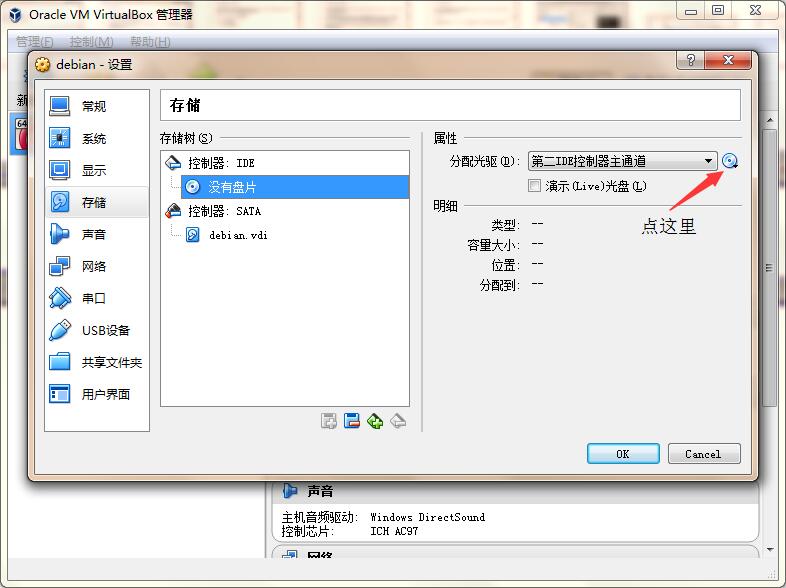 Oracle VM VirtualBox 管理器
管理(F) 控制(M) 帮助(H)
debian - 设置
新
64
常规
系统
显示
存储
声音
网络
串口
USB设备
共享文件夹
用户界面
存储
存储树(S)
控制器: IDE
没有盘片
控制器: SATA
debian.vdi
属性
分配光驱(D): 第二IDE控制器主通道
演示(Live)光盘(L)
明细
类型: --
容量大小: --
位置: --
分配到: --
点这里
OK Cancel
声音
主机音频驱动: Windows DirectSound
控制芯片: ICH AC97
网络